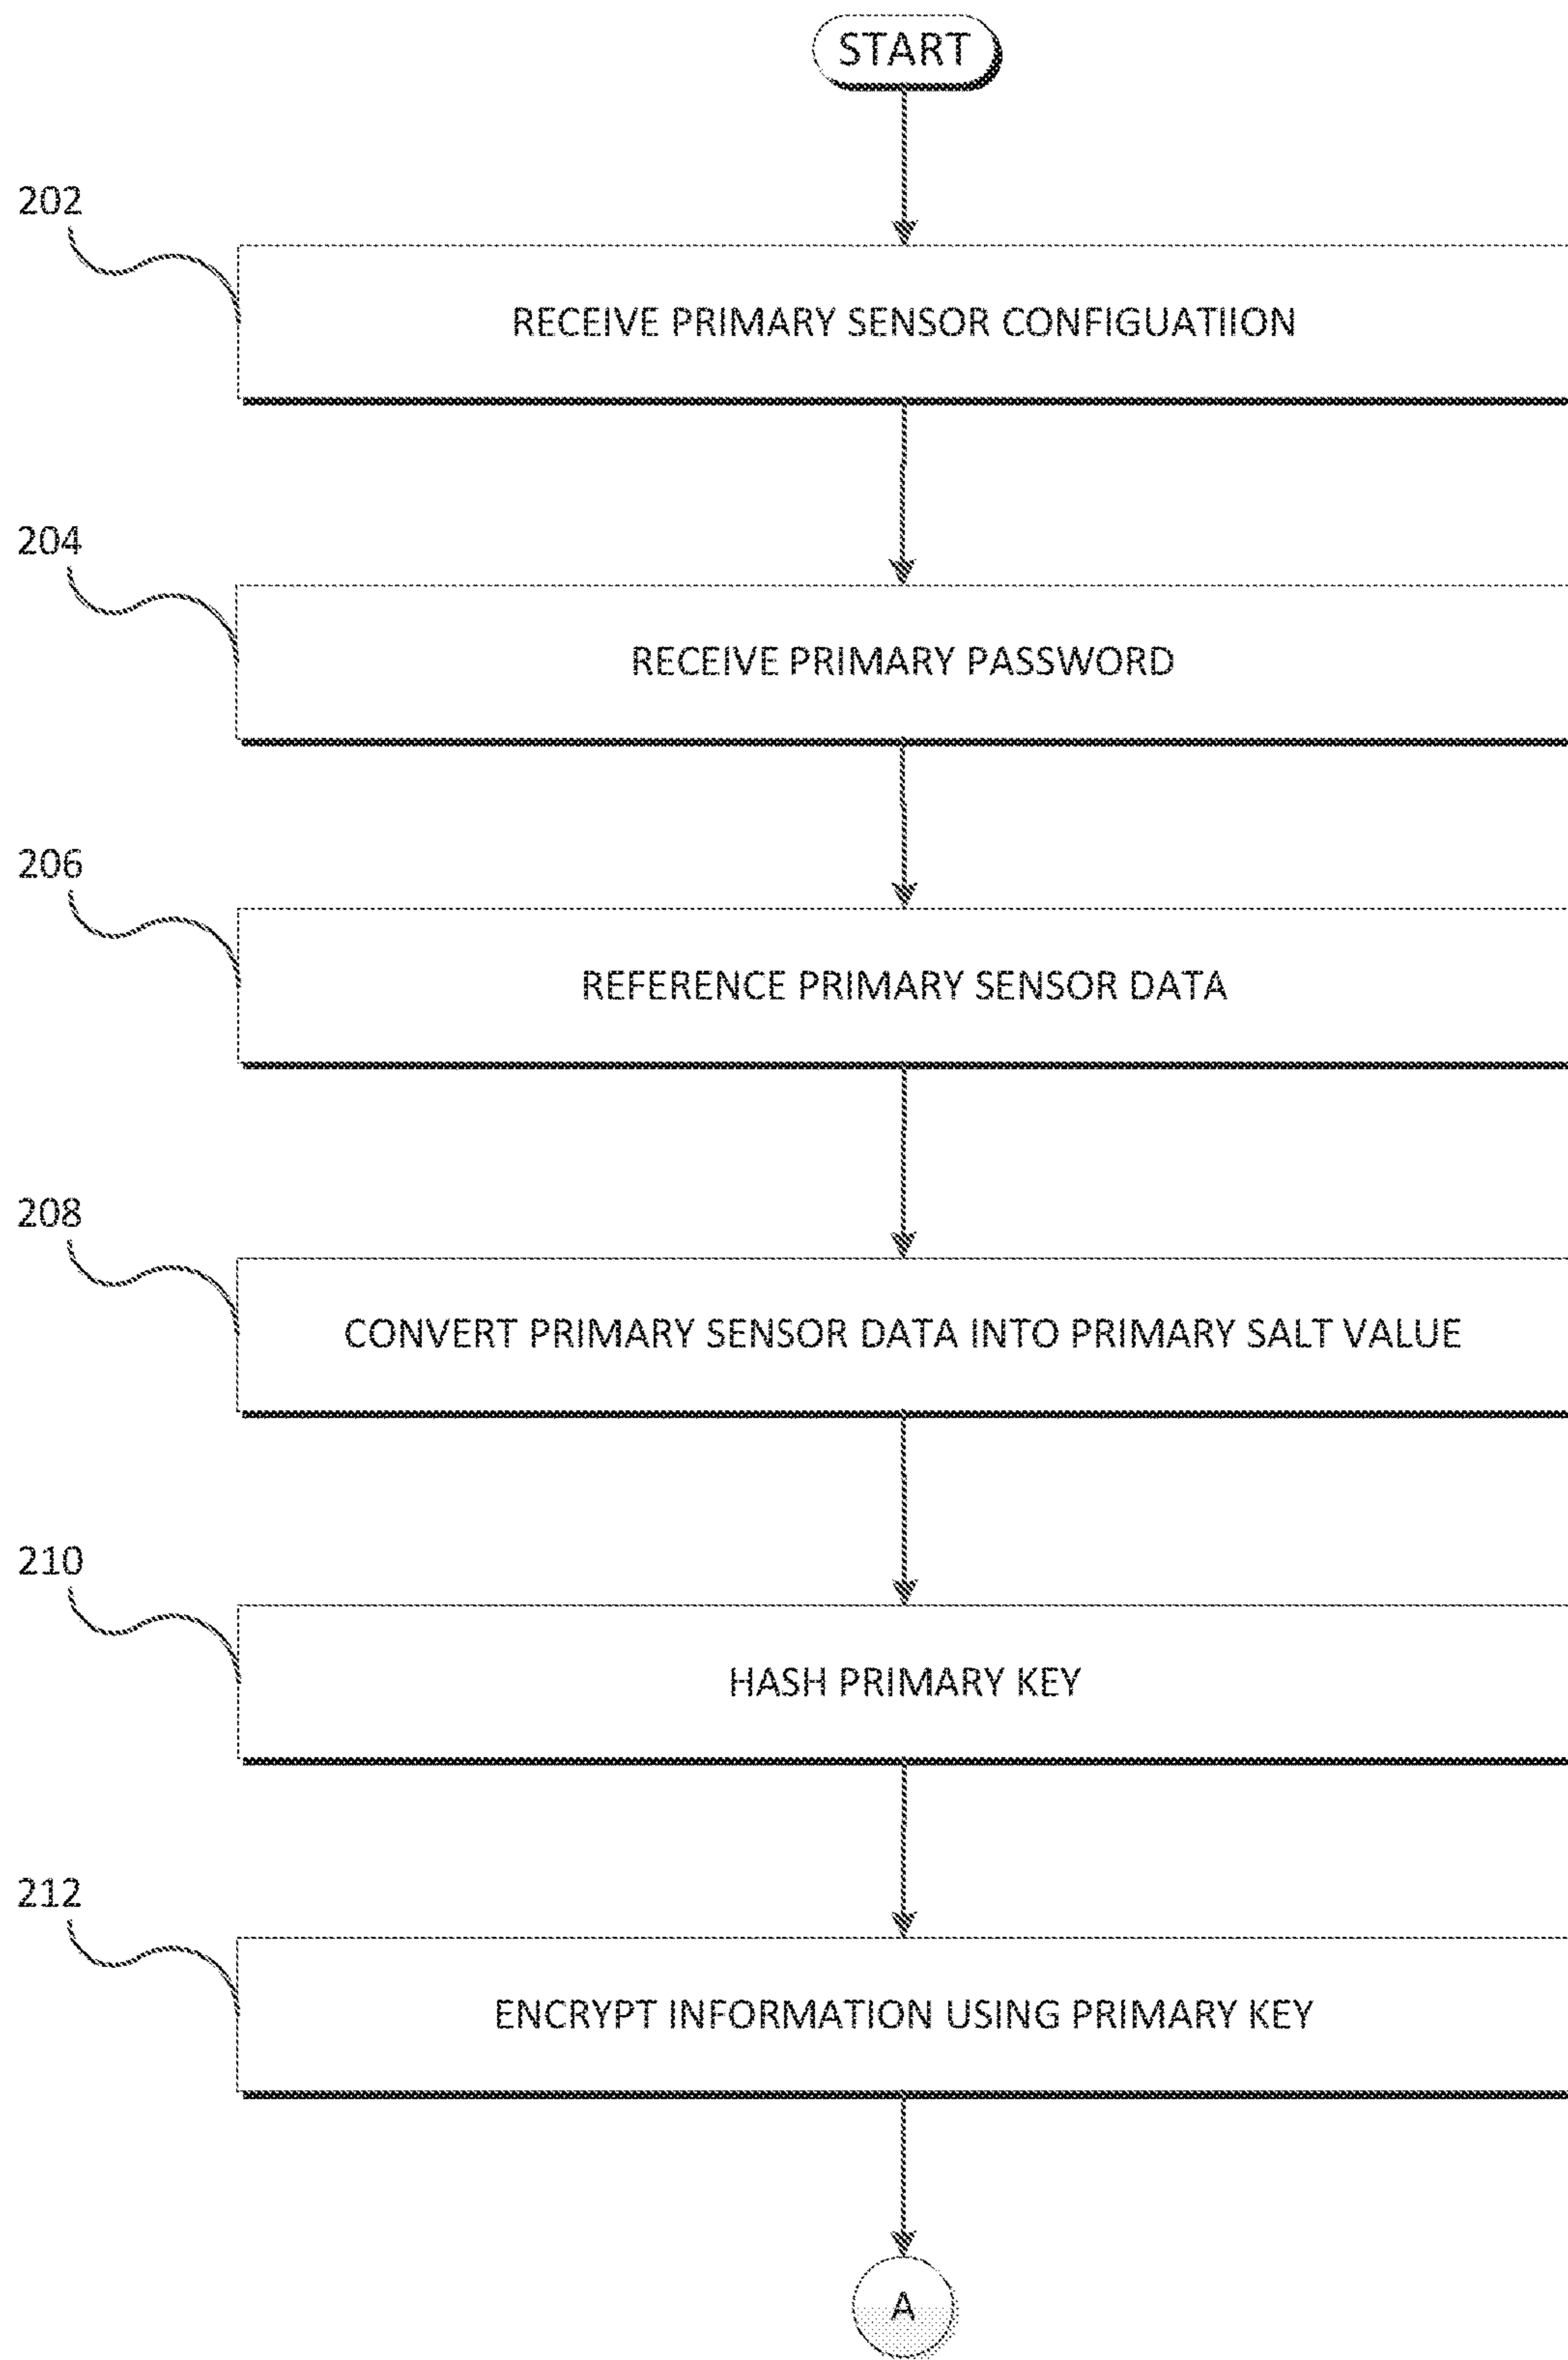 START
202
RECEIVE PRIMARY SENSOR CONFIGUATIION
204
RECEIVE PRIMARY PASSWORD
206
REFERENCE PRIMARY SENSOR DATA
208
CONVERT PRIMARY SENSOR DATA INTO PRIMARY SALT VALUE
210
HASH PRIMARY KEY
212
ENCRYPT INFORMATION USING PRIMARY KEY
A